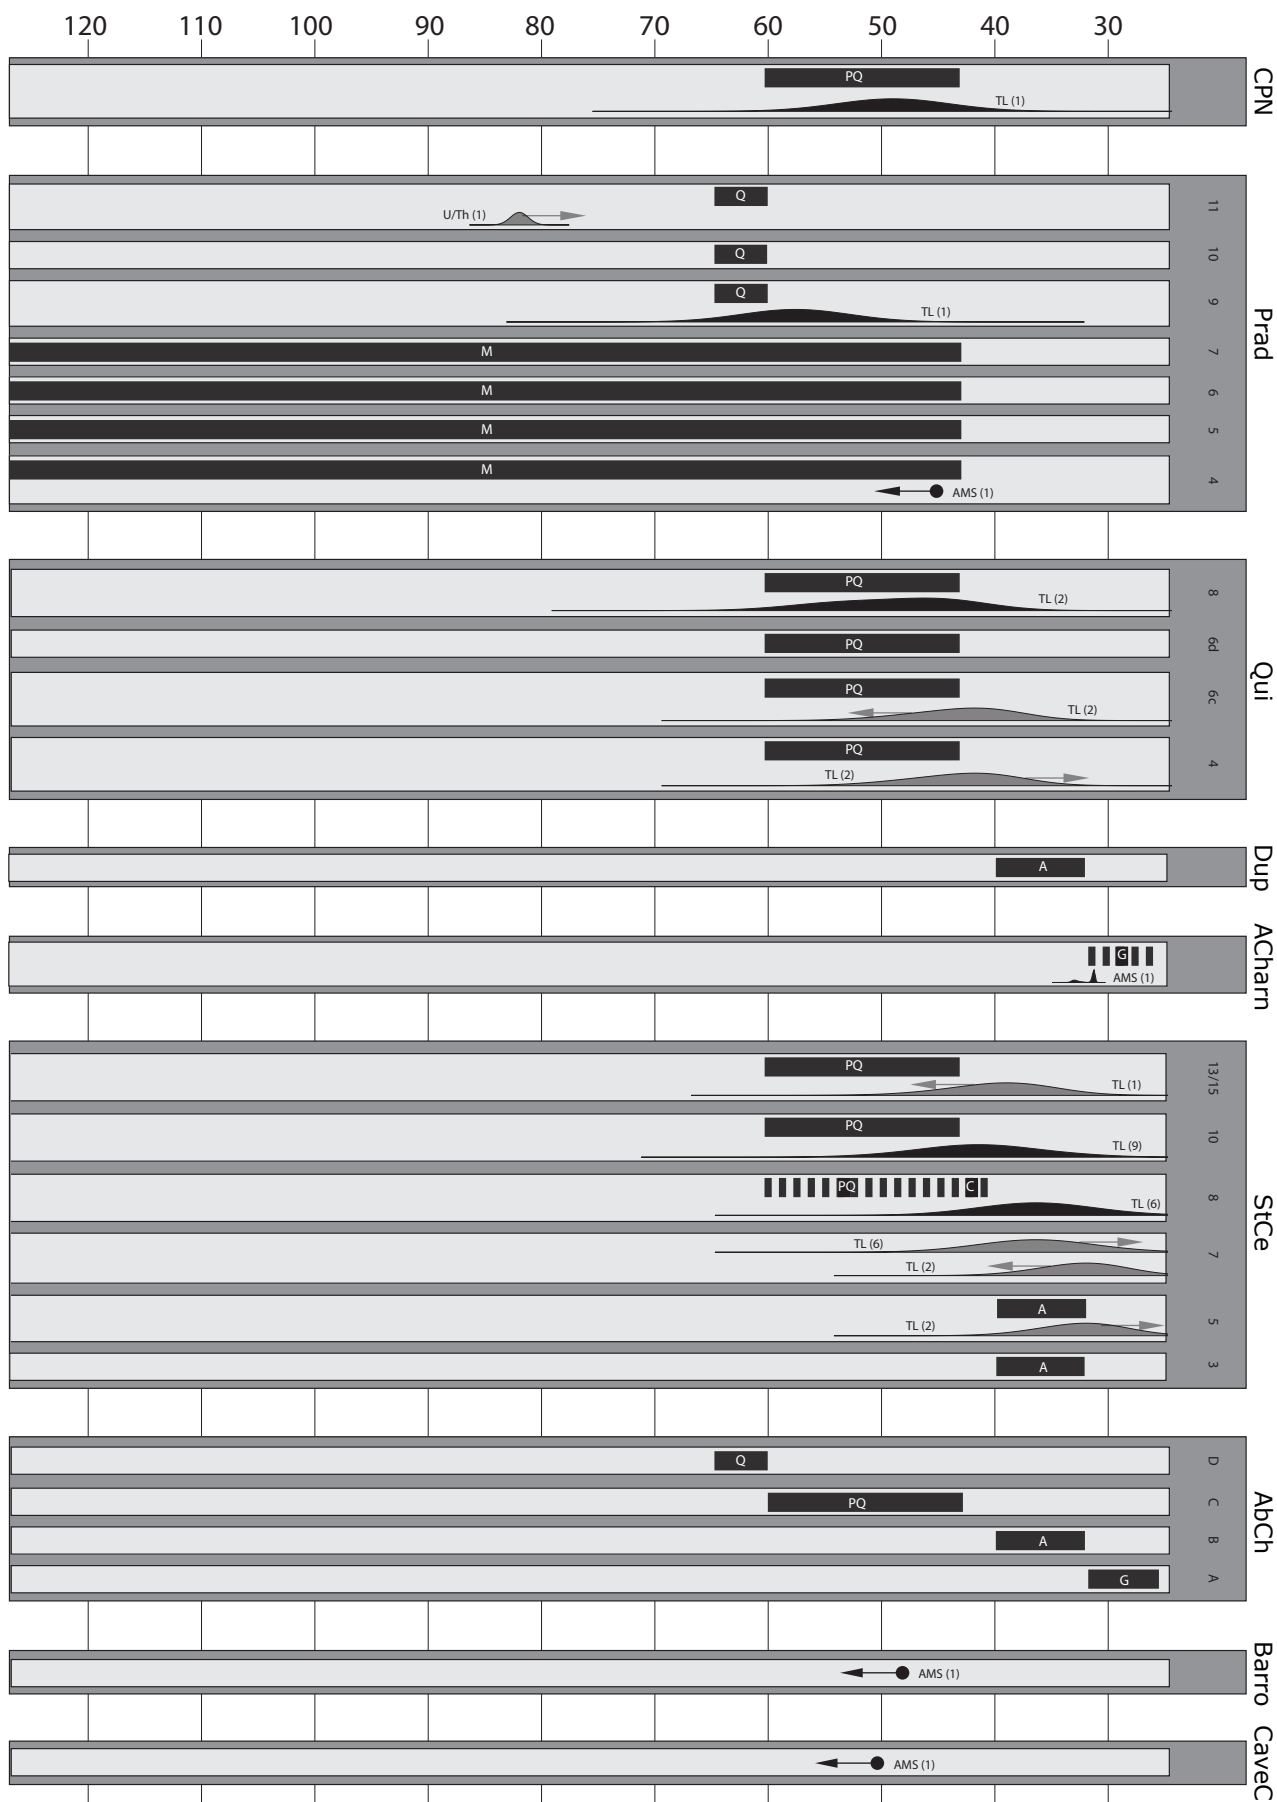 120 110 100 90 80 70 60 50 40 30
PQ
TL (1)
CPN
Q
U/Th (1)
11
Q
10
Q
TL (1)
9
M
7
M
6
M
5
M
AMS (1)
4
Prad
PQ
TL (2)
8
PQ
6d
PQ
TL (2)
6c
PQ
TL (2)
4
Qui
A
Dup
G
AMS (1)
ACharn
PQ
TL (1)
13/15
PQ
TL (9)
10
PQ C
TL (6)
8
TL (6)
TL (2)
7
A
TL (2)
5
A
3
StCe
Q
D
PQ
C
A
B
G
A
AbCh
AMS (1)
Barro
AMS (1)
CaveC